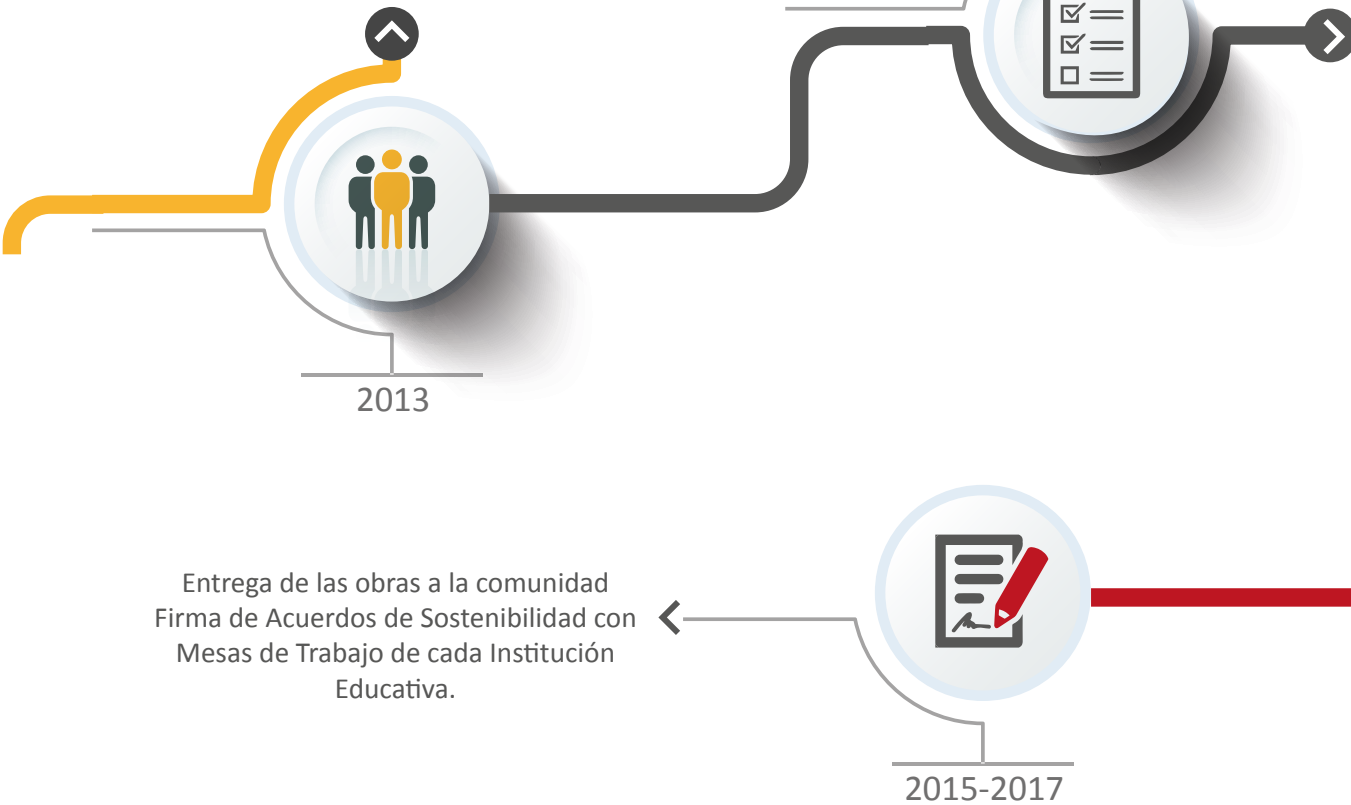 2013
Entrega de las obras a la comunidad
Firma de Acuerdos de Sostenibilidad con
Mesas de Trabajo de cada Institución
Educativa.
2015-2017